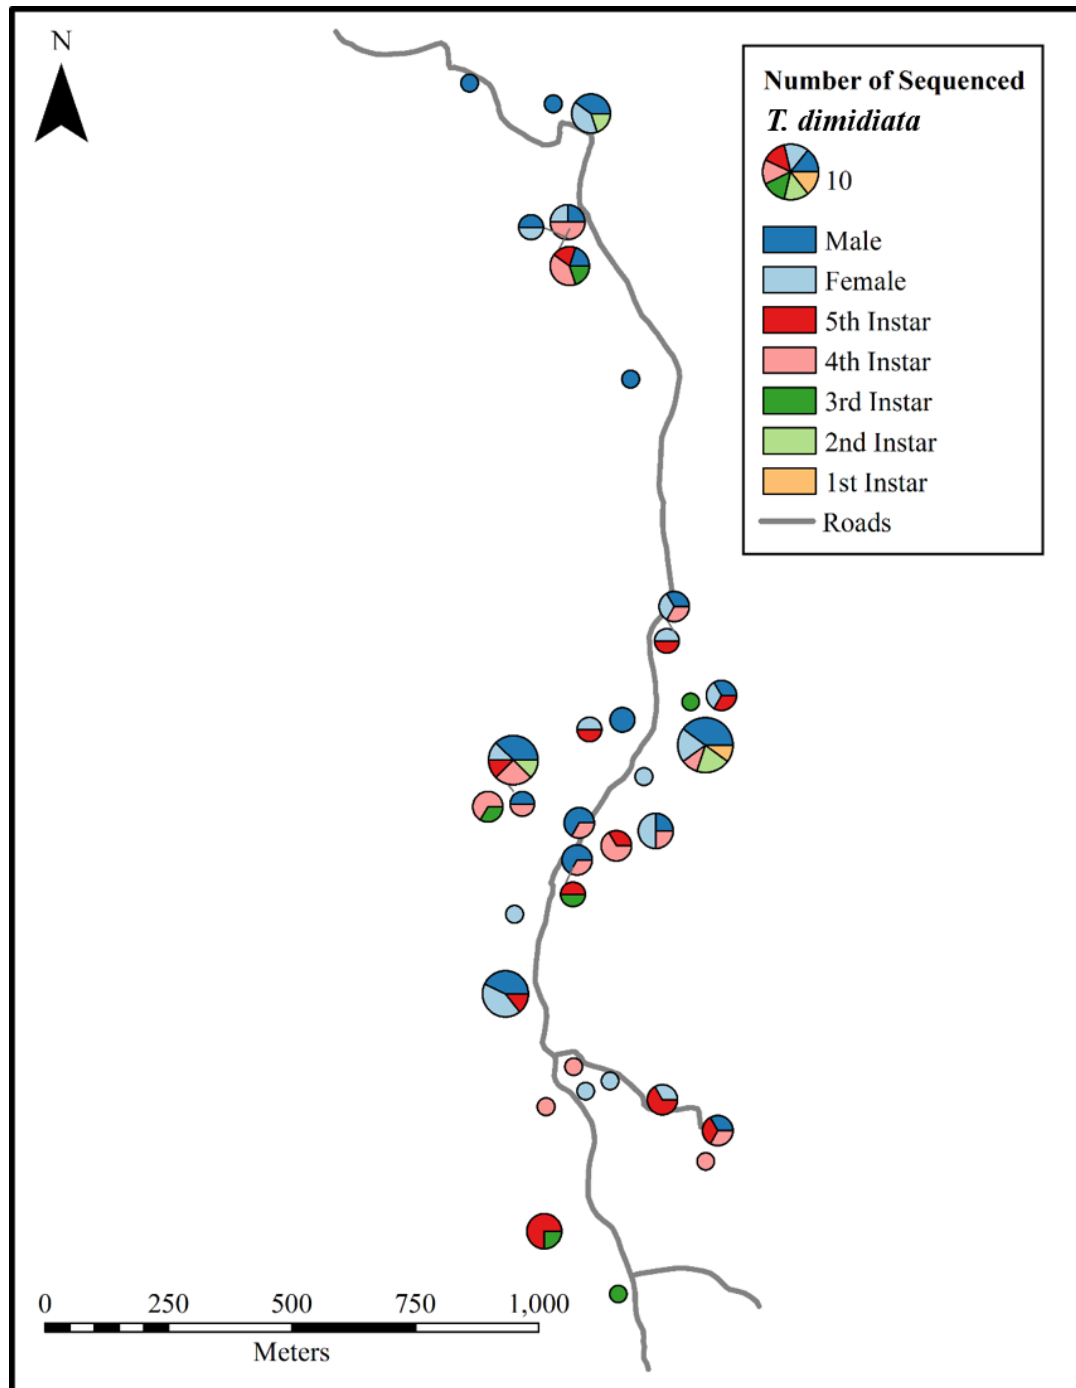 N
Number of Sequenced
T. dimidiata
10
Male
Female
5th Instar
4th Instar
3rd Instar
2nd Instar
1st Instar
Roads
0 250 500 750 1,000
Meters